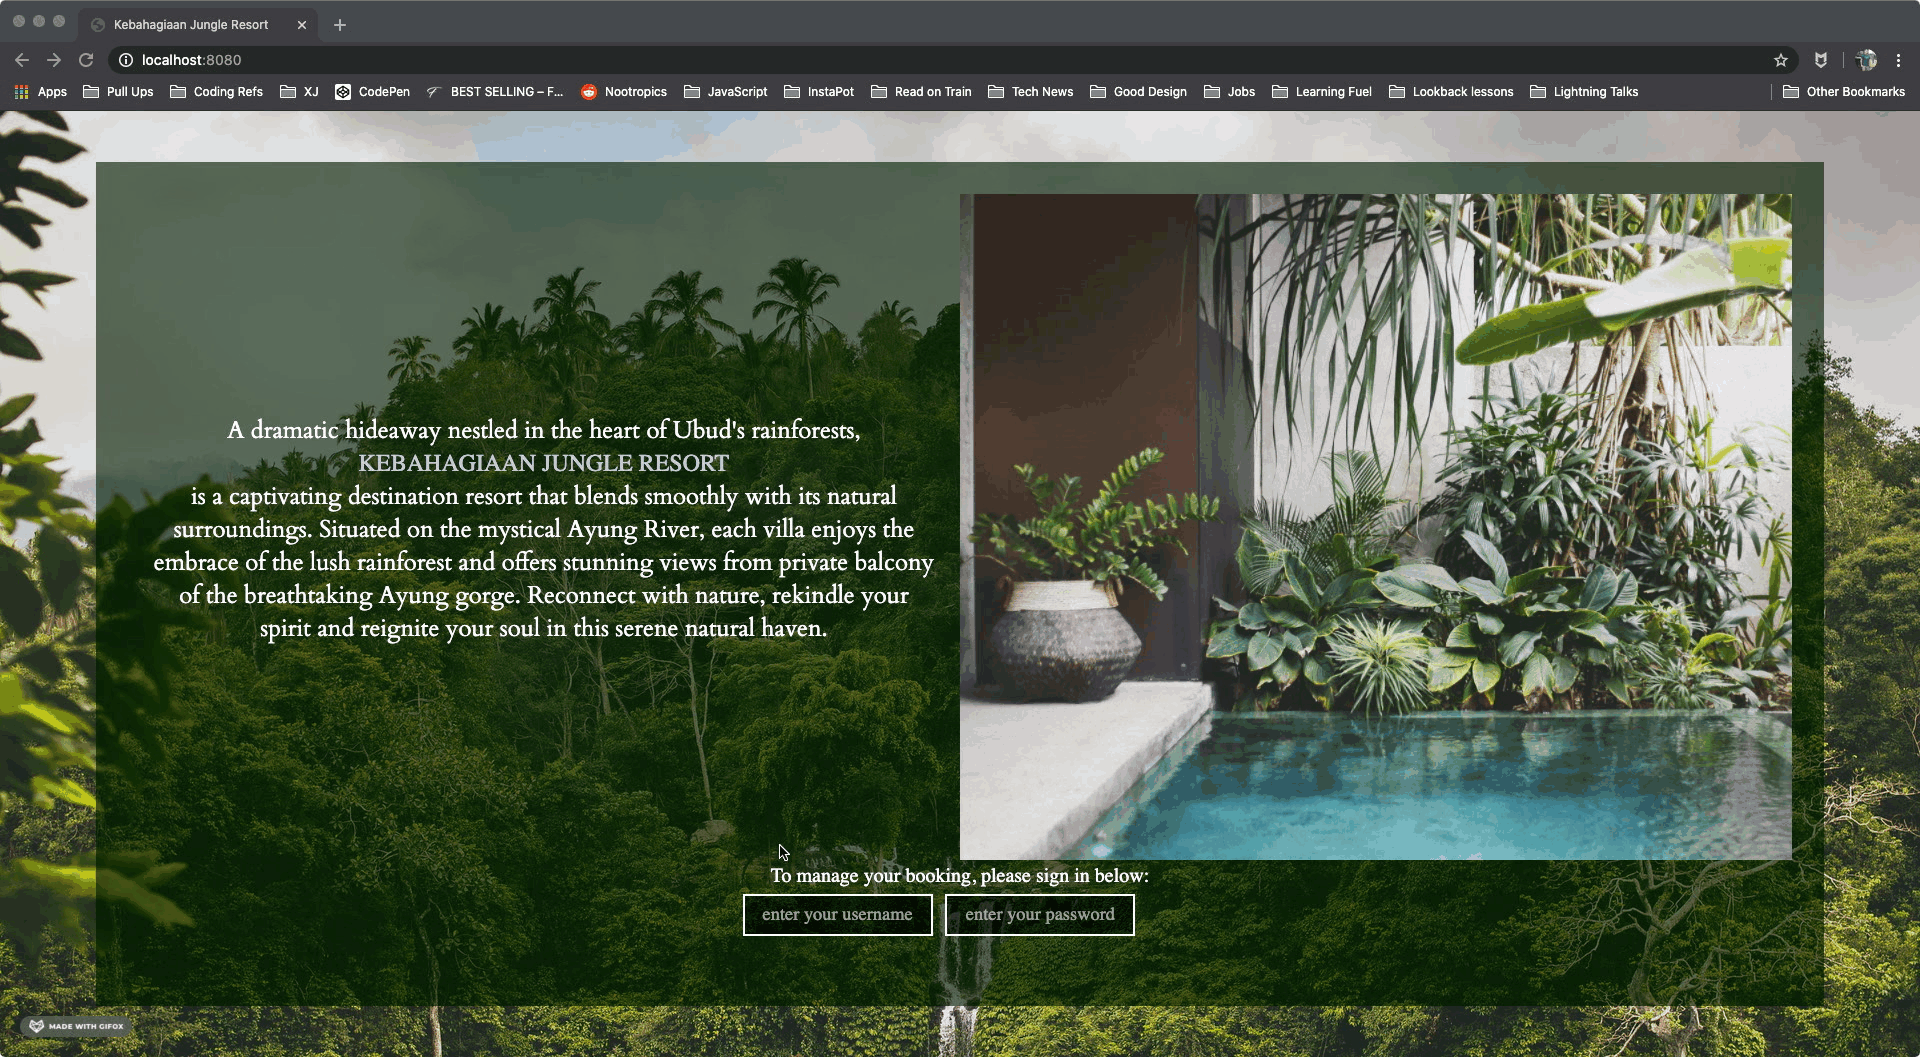 Kebahagiaan Jungle Resort
localhost:8080
Apps Pull Ups Coding Refs XJ CodePen BEST SELLING – F... Nootropics JavaScript InstaPot Read on Train Tech News Good Design Jobs Learning Fuel Lookback lessons Lightning Talks Other Bookmarks
A dramatic hideaway nestled in the heart of Ubud's rainforests,
KEBAHAGIAAN JUNGLE RESORT
is a captivating destination resort that blends smoothly with its natural
surroundings. Situated on the mystical Ayung River, each villa enjoys the
embrace of the lush rainforest and offers stunning views from private balcony
of the breathtaking Ayung gorge. Reconnect with nature, rekindle your
spirit and reignite your soul in this serene natural haven.
To manage your booking, please sign in below:
enter your username enter your password
MADE WITH GIFOX